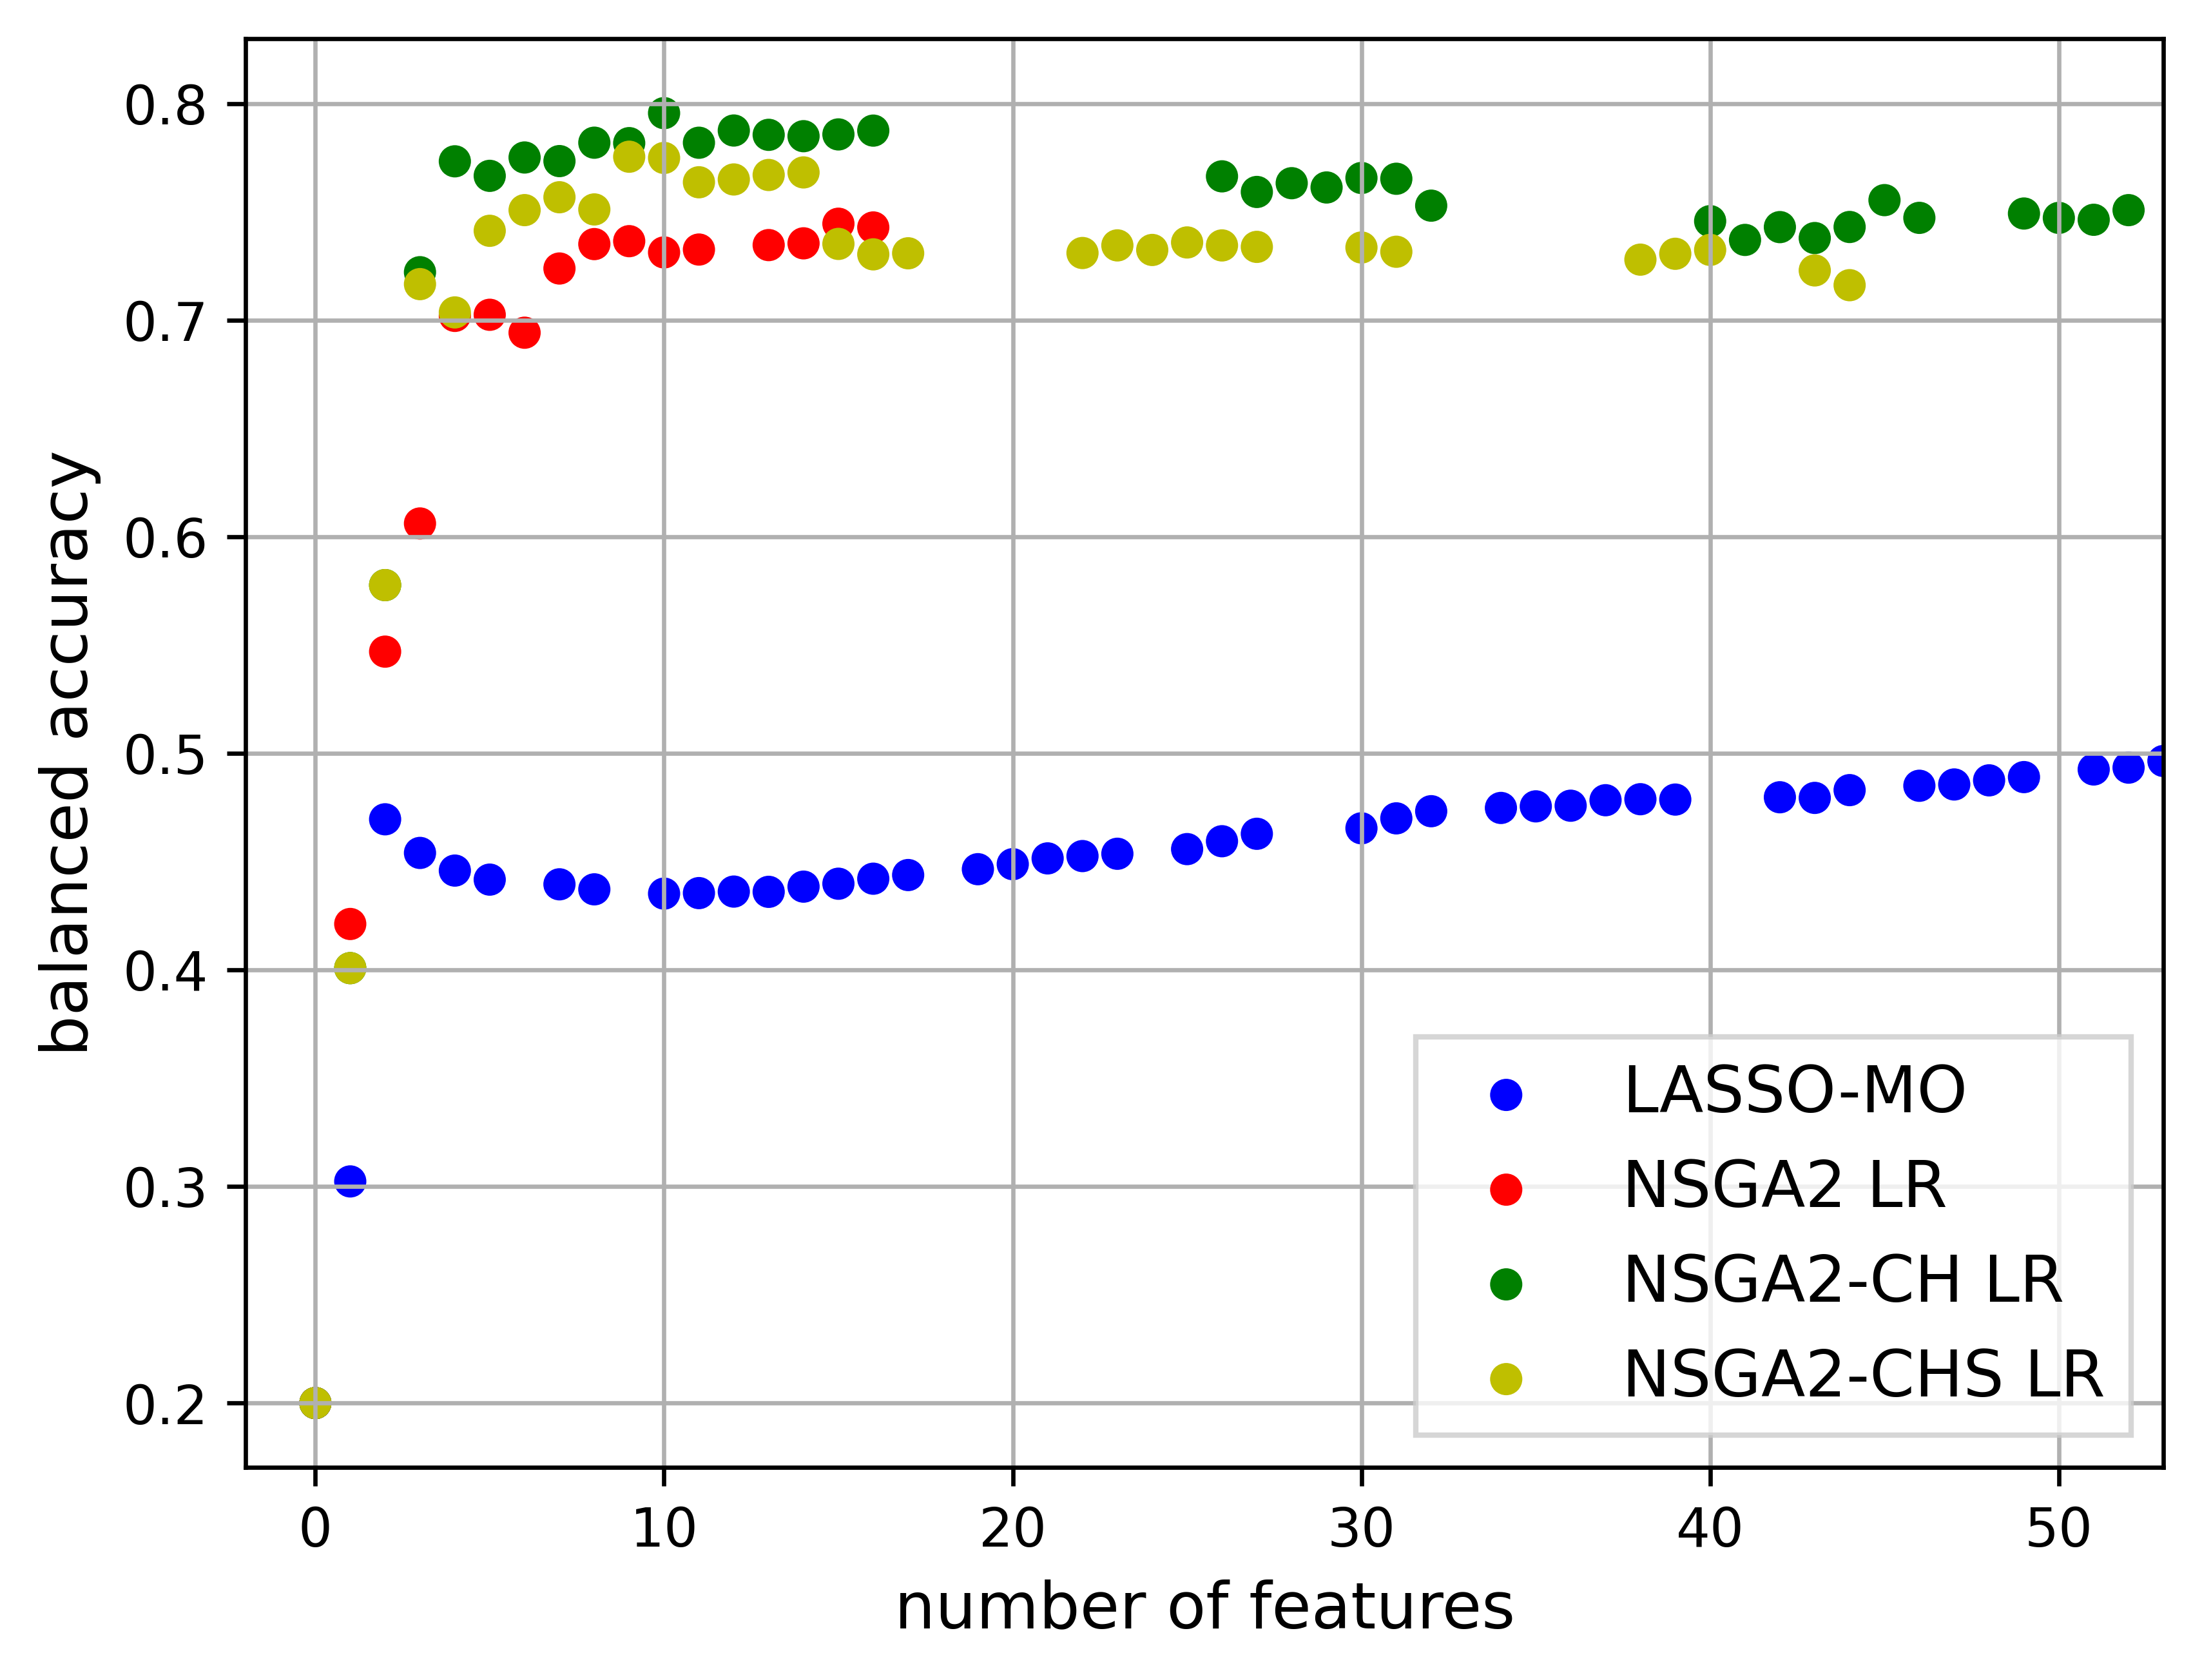 balanced accuracy
0.8
0.7
0.6
0.5
0.4
0.3
0.2
LASSO-MO
NSGA2 LR
NSGA2-CH LR
NSGA2-CHS LR
0 10 20 30 40 50
number of features